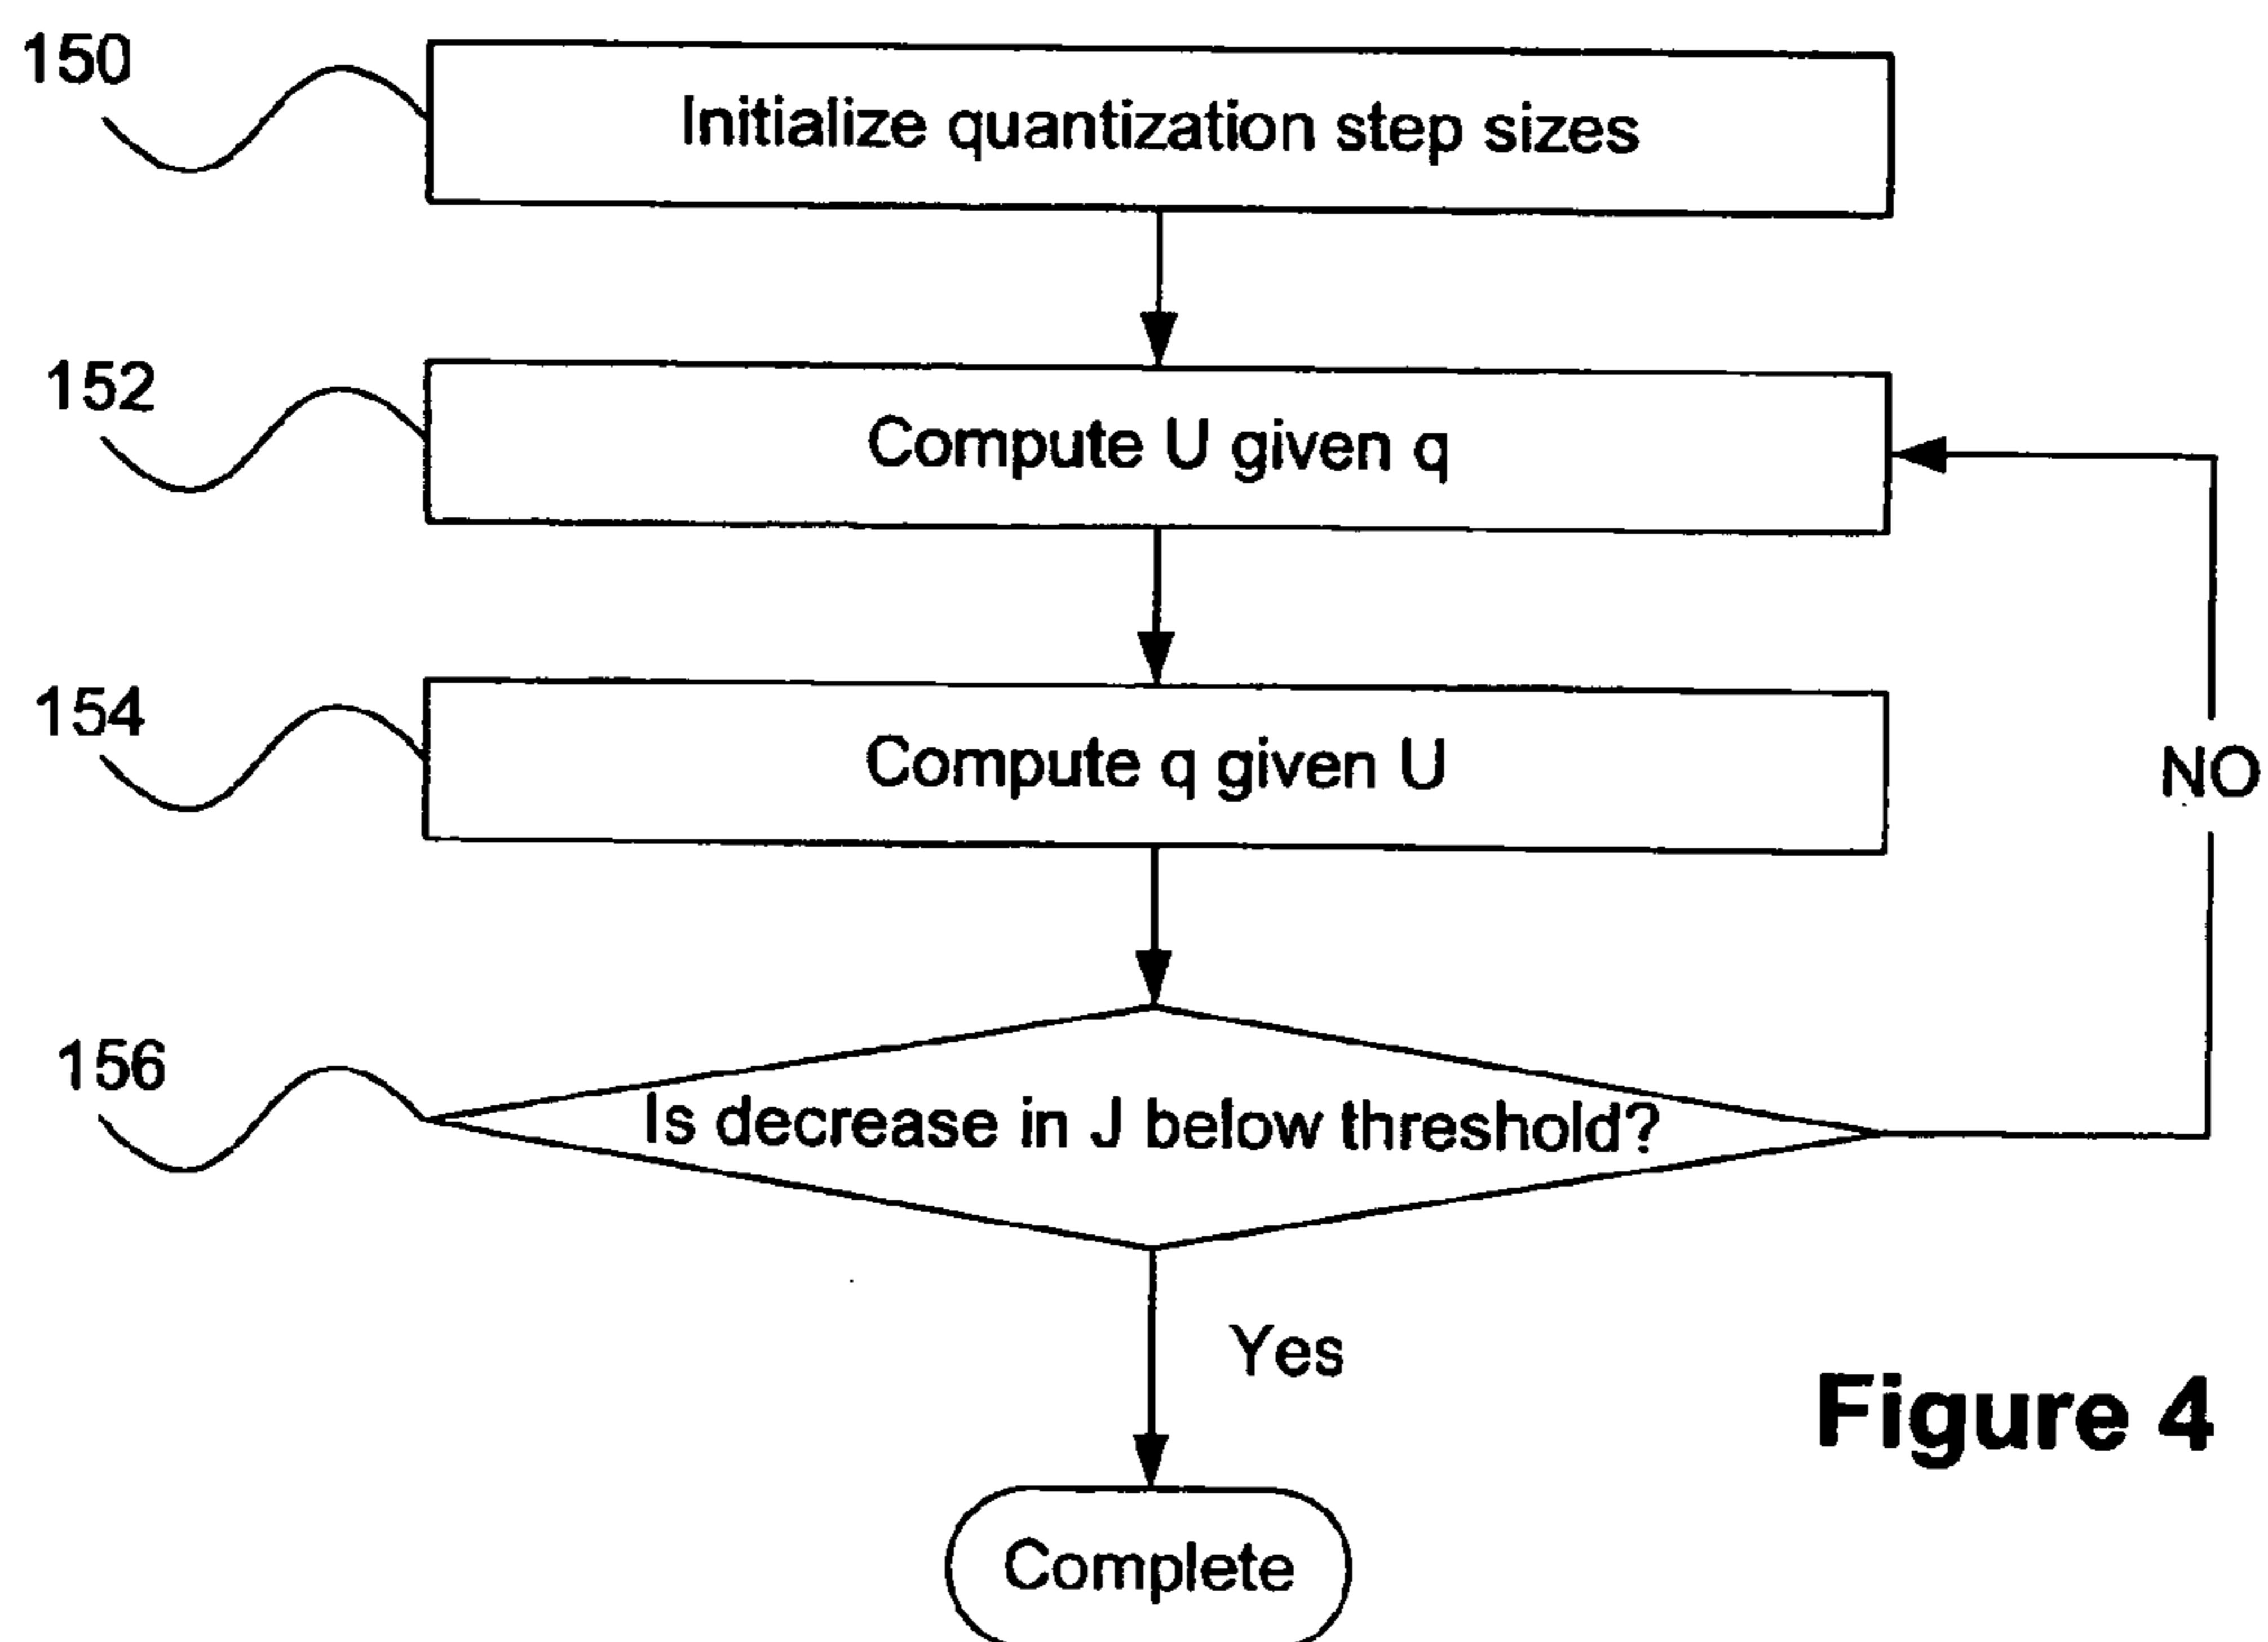 150
Initialize quantization step sizes
152
Compute U given q
154
Compute q given U
NO
156
Is decrease in J below threshold?
Yes
Figure 4
Complete